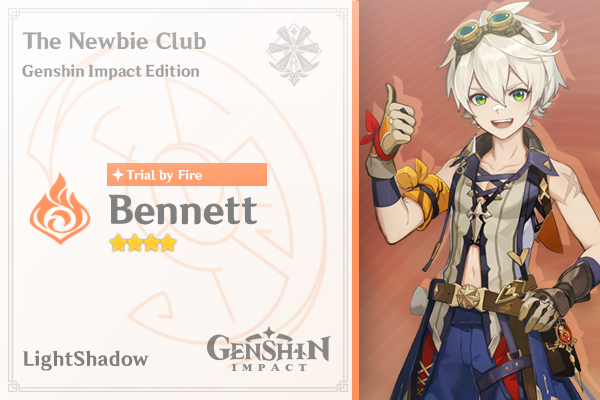 The Newbie Club
Genshin Impact Edition
Trial by Fire
Bennett
LightShadow
GENSHIN
IMPACT